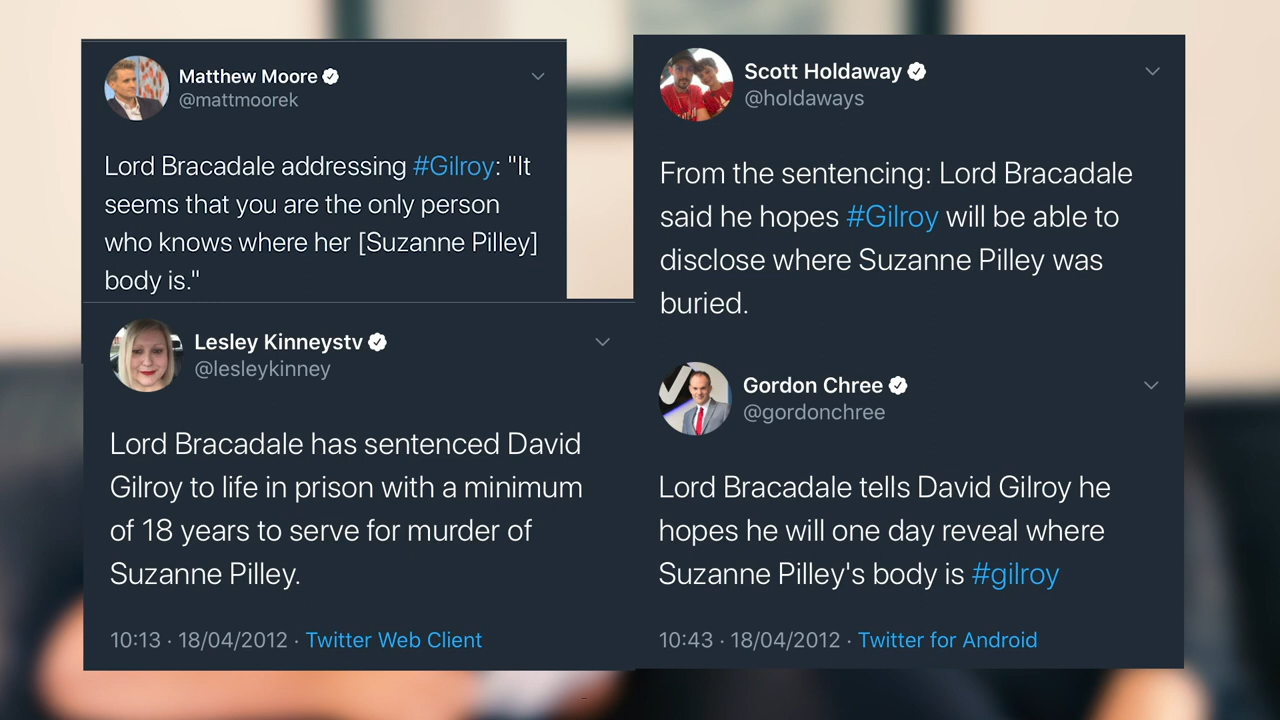 Matthew Moore
@mattmoorek
Lord Bracadale addressing #Gilroy: "It
seems that you are the only person
who knows where her [Suzanne Pilley]
body is."
Lesley Kinneystv
@lesleykinney
Lord Bracadale has sentenced David
Gilroy to life in prison with a minimum
of 18 years to serve for murder of
Suzanne Pilley.
10:13 · 18/04/2012 · Twitter Web Client
Scott Holdaway
@holdaways
From the sentencing: Lord Bracadale
said he hopes #Gilroy will be able to
disclose where Suzanne Pilley was
buried.
Gordon Chree
@gordonchree
Lord Bracadale tells David Gilroy he
hopes he will one day reveal where
Suzanne Pilley's body is #gilroy
10:43 · 18/04/2012 · Twitter for Android